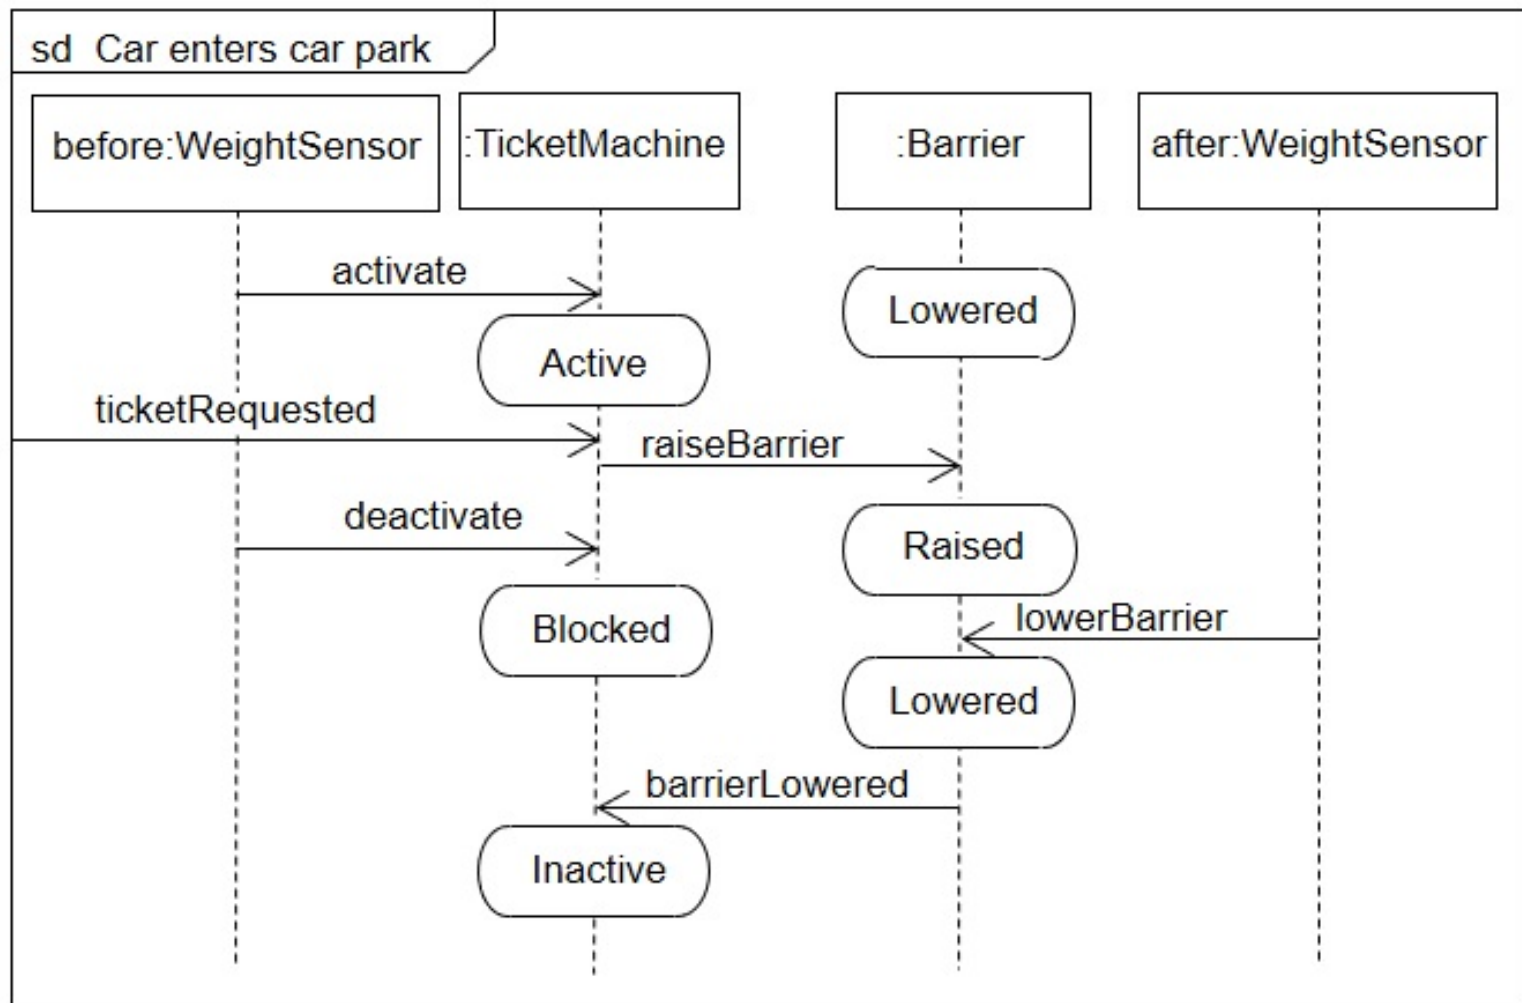 sd Car enters car park
before:WeightSensor
:TicketMachine
:Barrier
after:WeightSensor
activate
Lowered
Active
ticketRequested
raiseBarrier
deactivate
Raised
Blocked
lowerBarrier
Lowered
barrierLowered
Inactive